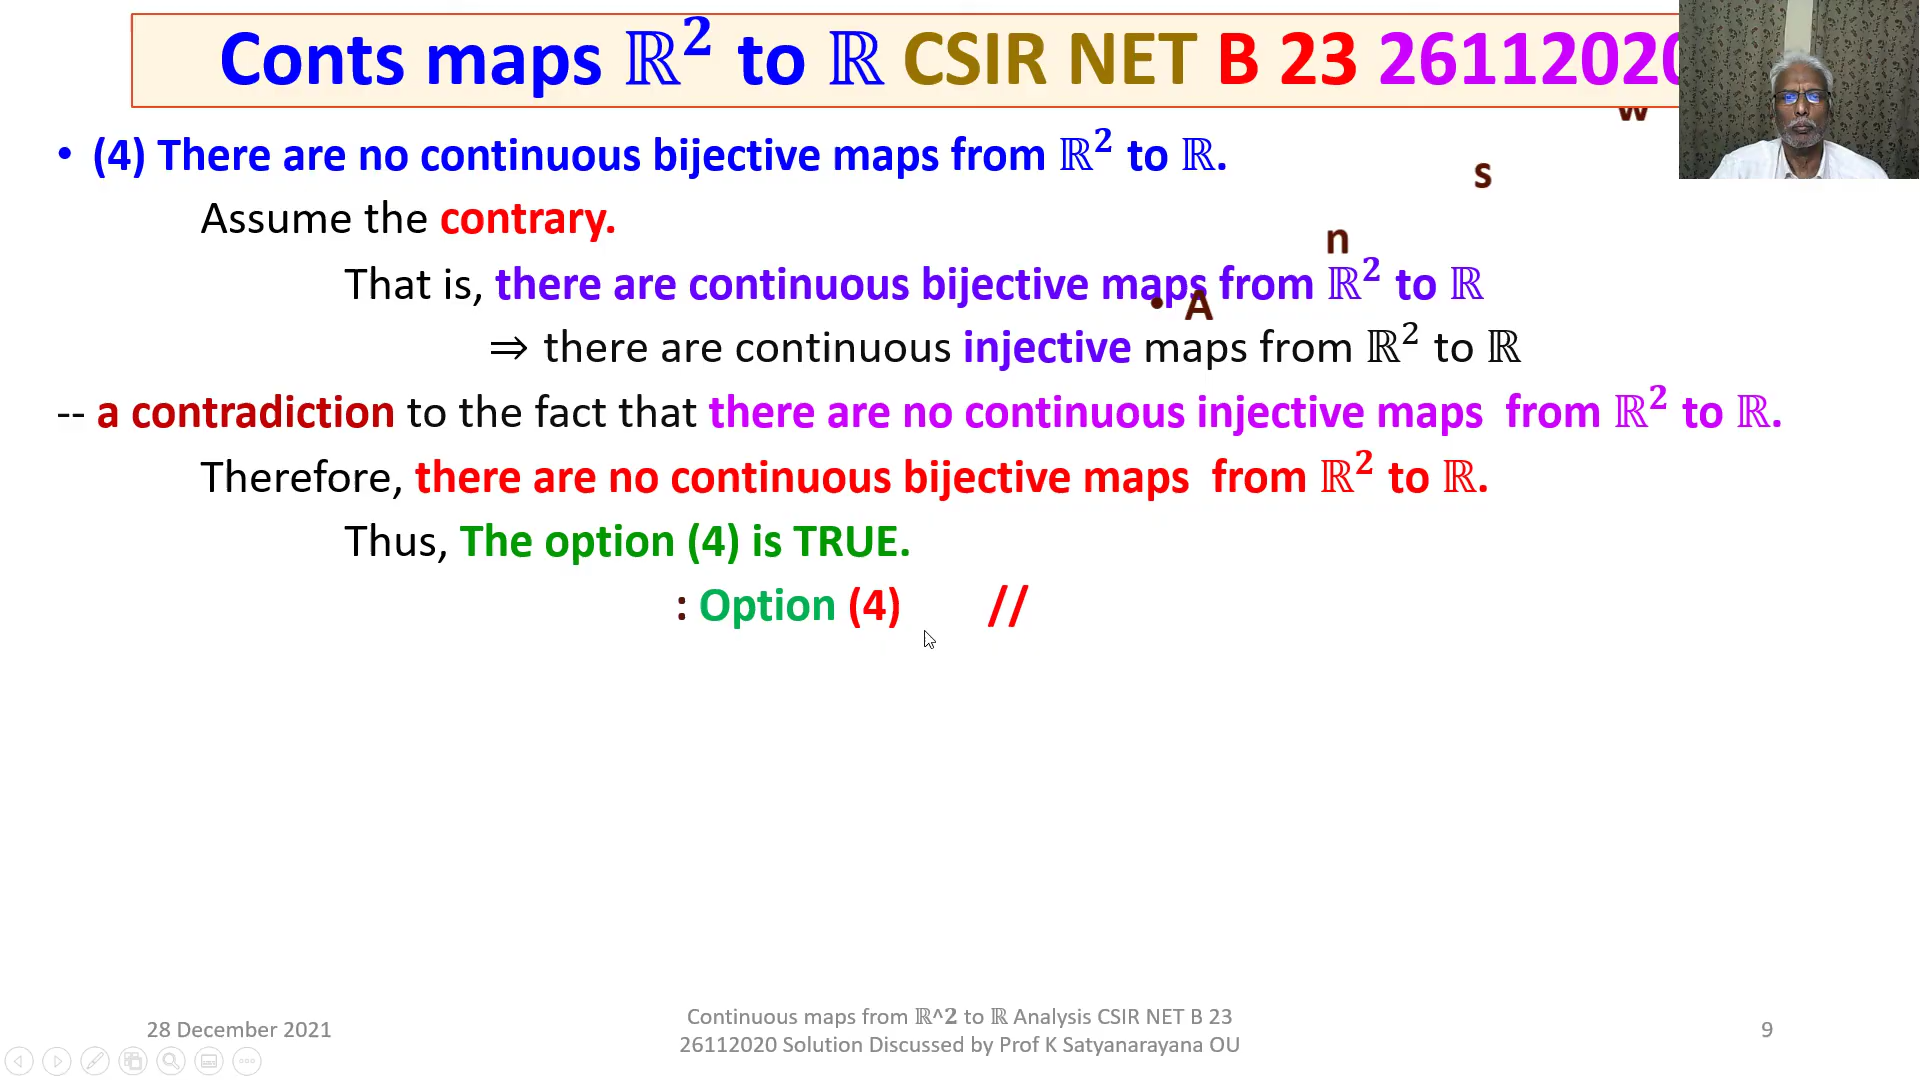 Conts maps ℝ² to ℝ CSIR NET B 23 26112020
w
• (4) There are no continuous bijective maps from ℝ² to ℝ.
s
Assume the contrary.
n
That is, there are continuous bijective maps from ℝ² to ℝ
• A
⇒ there are continuous injective maps from ℝ² to ℝ
-- a contradiction to the fact that there are no continuous injective maps from ℝ² to ℝ.
Therefore, there are no continuous bijective maps from ℝ² to ℝ.
Thus, The option (4) is TRUE.
: Option (4) //
28 December 2021
Continuous maps from ℝ^2 to ℝ Analysis CSIR NET B 23
26112020 Solution Discussed by Prof K Satyanarayana OU
9